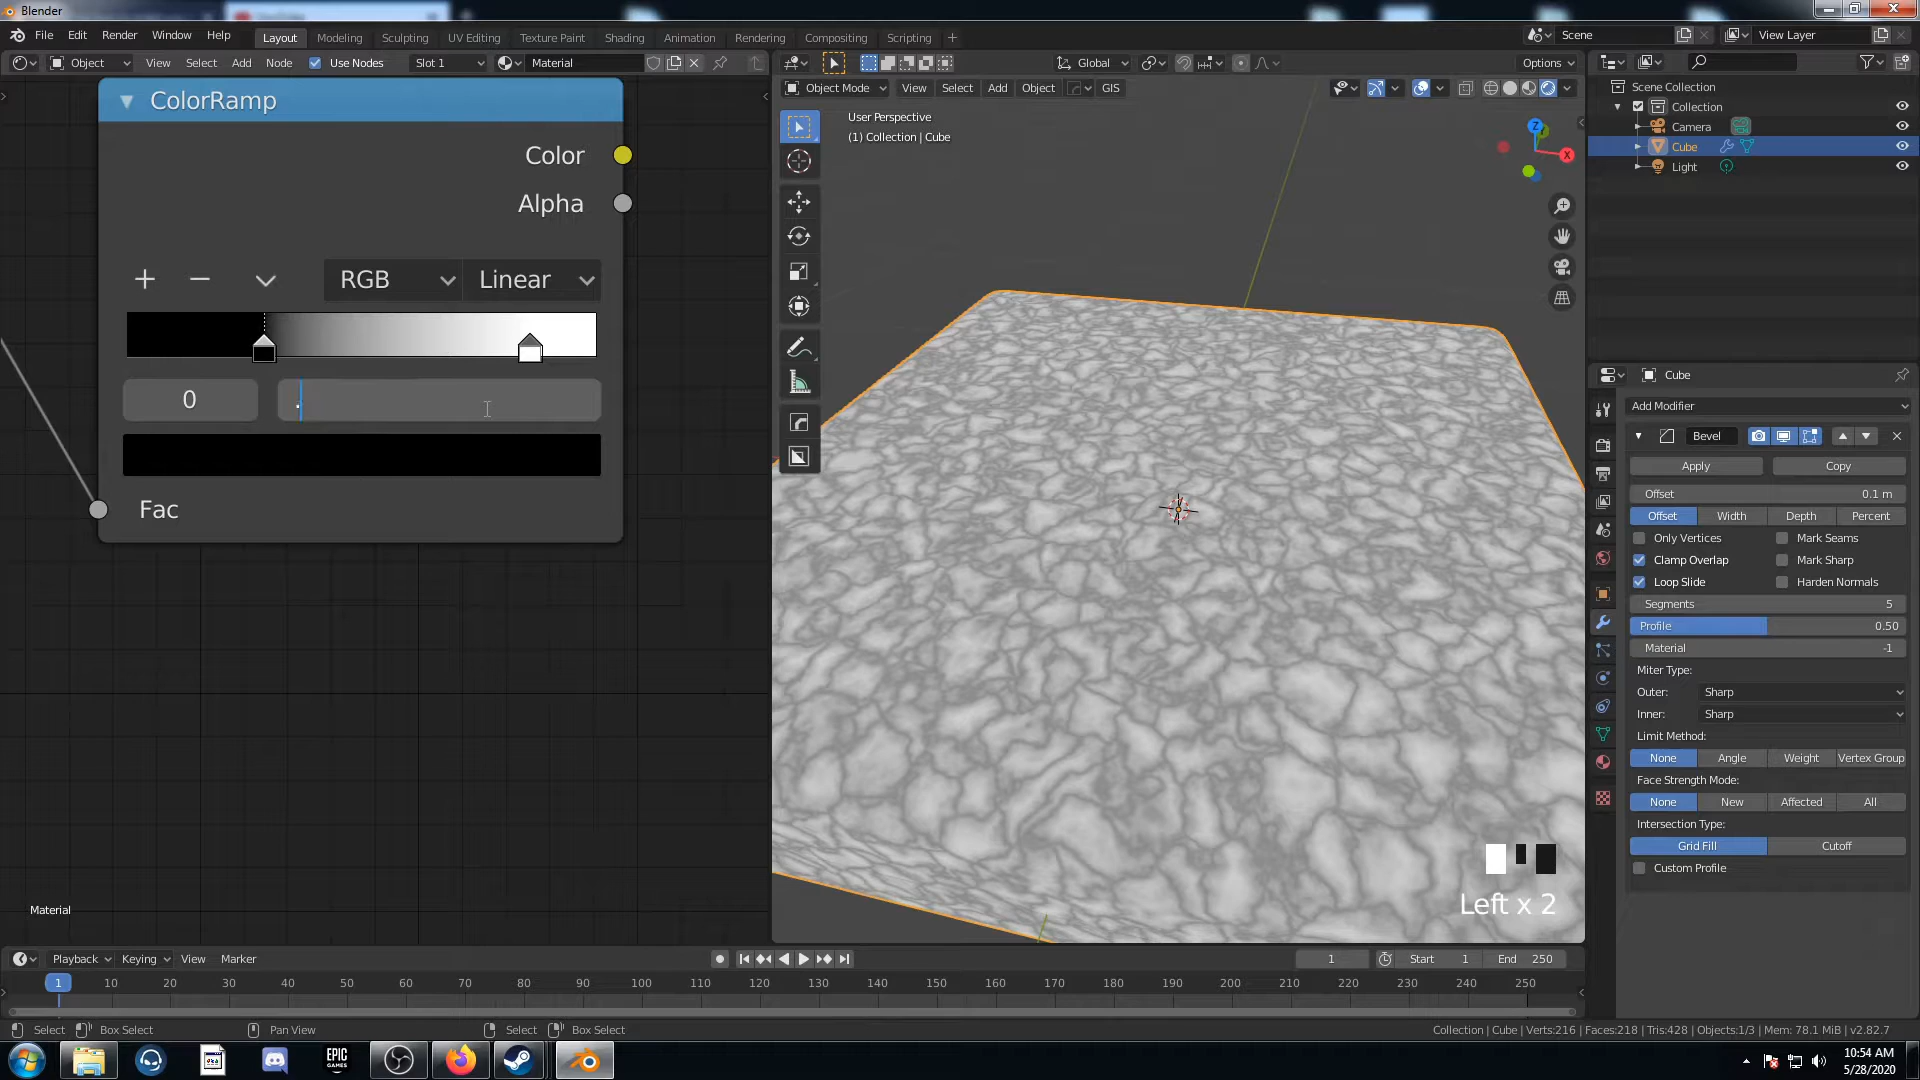 Blender
File Edit Render Window Help Layout Modeling Sculpting UV Editing Texture Paint Shading Animation Rendering Compositing Scripting Scene View Layer
Object View Select Add Node Use Nodes Slot 1 Material Global Options
Object Mode View Select Add Object GIS
User Perspective
(1) Collection | Cube
Z
X
ColorRamp
Color
Alpha
RGB Linear
0 .
Fac
Material
Left x 2
Scene Collection
Collection
Camera
Cube
Light
Cube
Add Modifier
Bevel
Apply Copy
Offset 0.1 m
Offset Width Depth Percent
Only Vertices Mark Seams
Clamp Overlap Mark Sharp
Loop Slide Harden Normals
Segments 5
Profile 0.50
Material -1
Miter Type:
Outer: Sharp
Inner: Sharp
Limit Method:
None Angle Weight Vertex Group
Face Strength Mode:
None New Affected All
Intersection Type:
Grid Fill Cutoff
Custom Profile
Playback Keying View Marker 1 Start 1 End 250
1 10 20 30 40 50 60 70 80 90 100 110 120 130 140 150 160 170 180 190 200 210 220 230 240 250
Select Box Select Pan View Select Box Select Collection | Cube | Verts:216 | Faces:218 | Tris:428 | Objects:1/3 | Mem: 78.1 MiB | v2.82.7
EPIC
GAMES
10:54 AM
5/28/2020